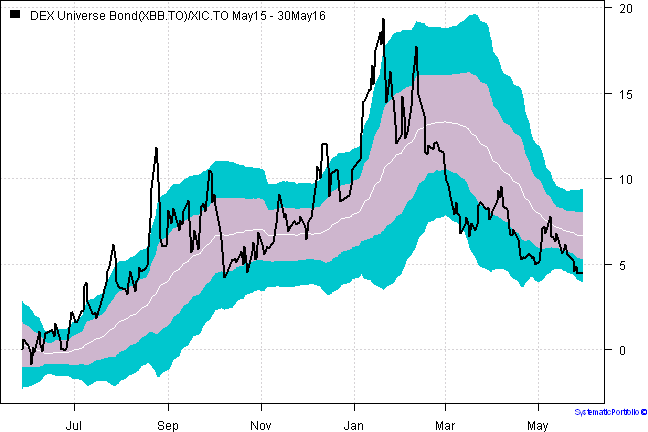 DEX Universe Bond(XBB.TO)/XIC.TO May15 - 30May16
20
15
10
5
0
Jul Sep Nov Jan Mar May
SystematicPortfolio ©